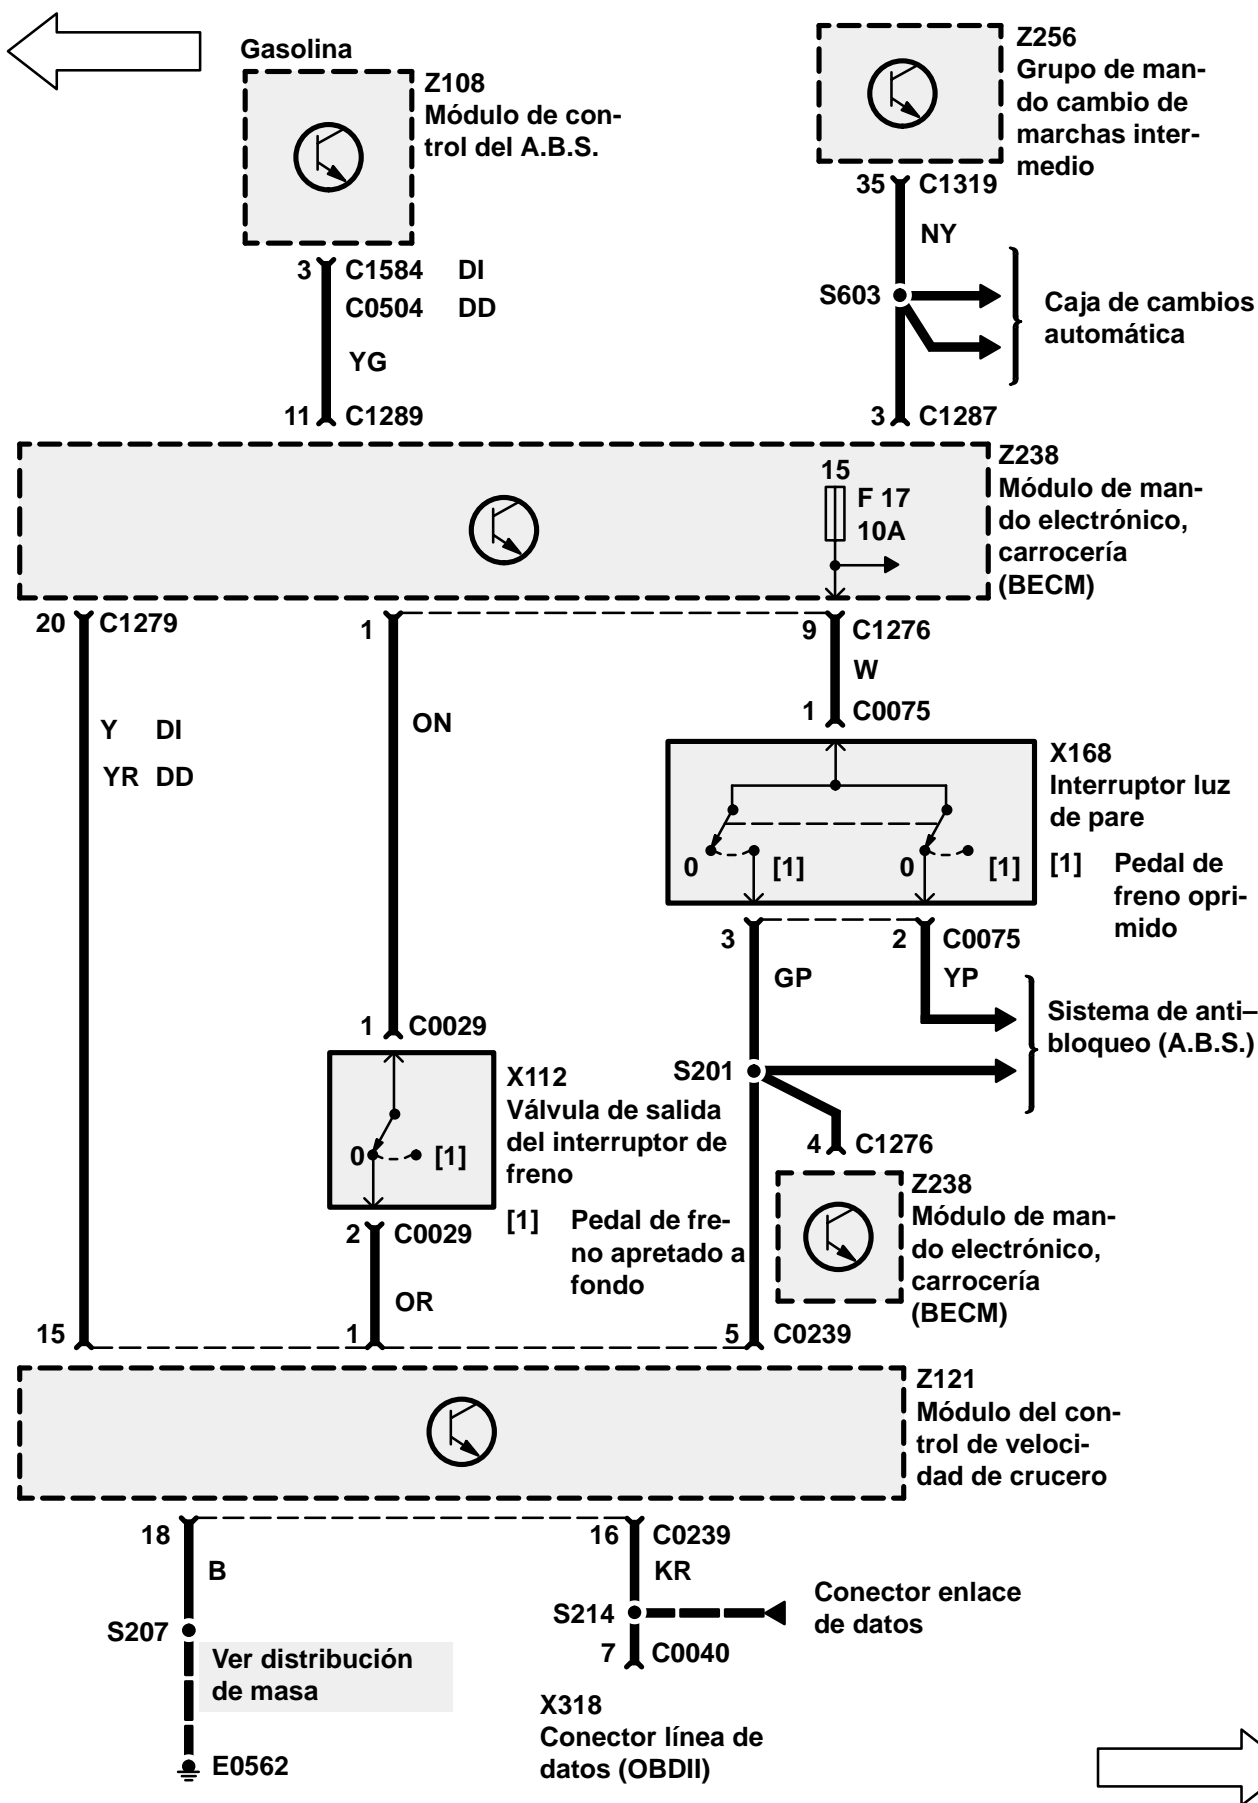 Gasolina
Z108
Módulo de con-
trol del A.B.S.
Z256
Grupo de man-
do cambio de
marchas inter-
medio
35 C1319
NY
3 C1584 DI
C0504 DD
YG
S603
Caja de cambios
automática
11 C1289
3 C1287
Z238
Módulo de man-
do electrónico,
carrocería
(BECM)
15
F 17
10A
20 C1279
1
9 C1276
W
Y DI
YR DD
ON
1 C0075
X168
Interruptor luz
de pare
[1] Pedal de
freno opri-
mido
0 [1] 0 [1]
3
2 C0075
GP
YP
Sistema de anti–
bloqueo (A.B.S.)
1 C0029
S201
X112
Válvula de salida
del interruptor de
freno
[1] Pedal de fre-
no apretado a
fondo
0 [1]
4 C1276
Z238
Módulo de man-
do electrónico,
carrocería
(BECM)
2 C0029
OR
15
1
5 C0239
Z121
Módulo del con-
trol de veloci-
dad de crucero
18
16 C0239
B
KR
S207
S214
Conector enlace
de datos
Ver distribución
de masa
7 C0040
X318
Conector línea de
datos (OBDII)
E0562